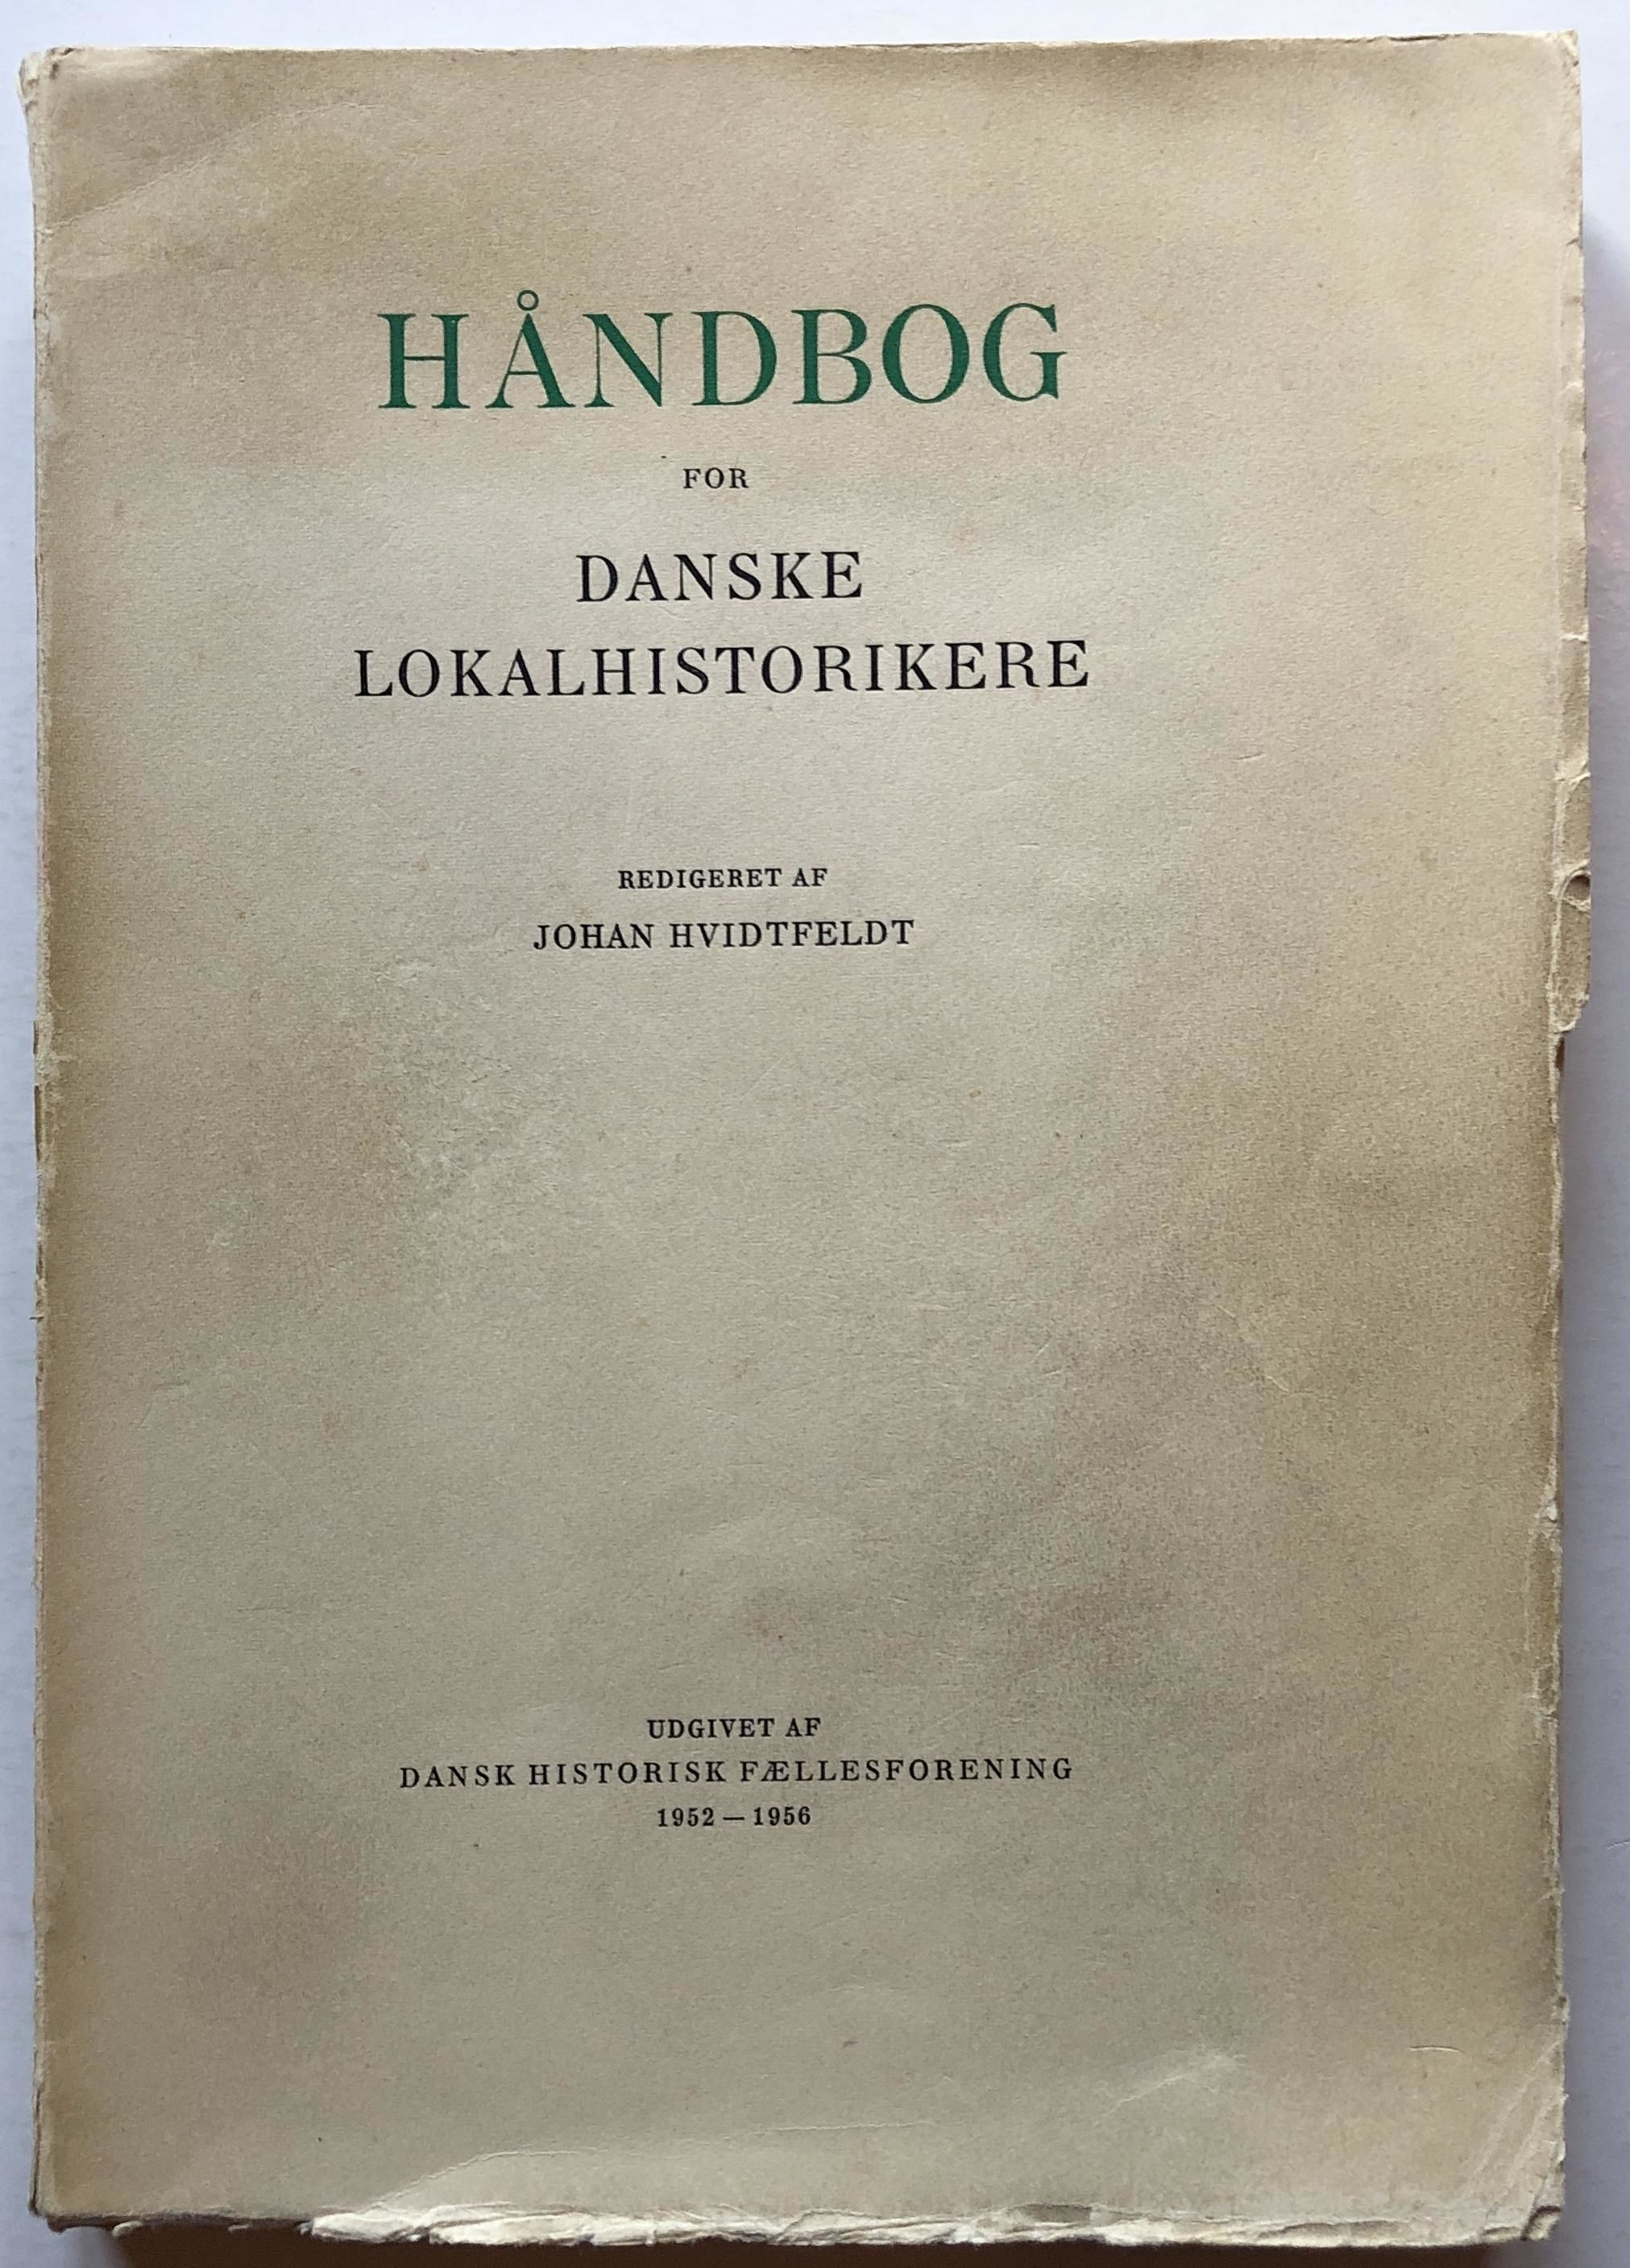 HÅNDBOG
FOR
DANSKE
LOKALHISTORIKERE
REDIGERET AF
JOHAN HVIDTFELDT
UDGIVET AF
DANSK HISTORISK FÆLLESFORENING
1952 — 1956